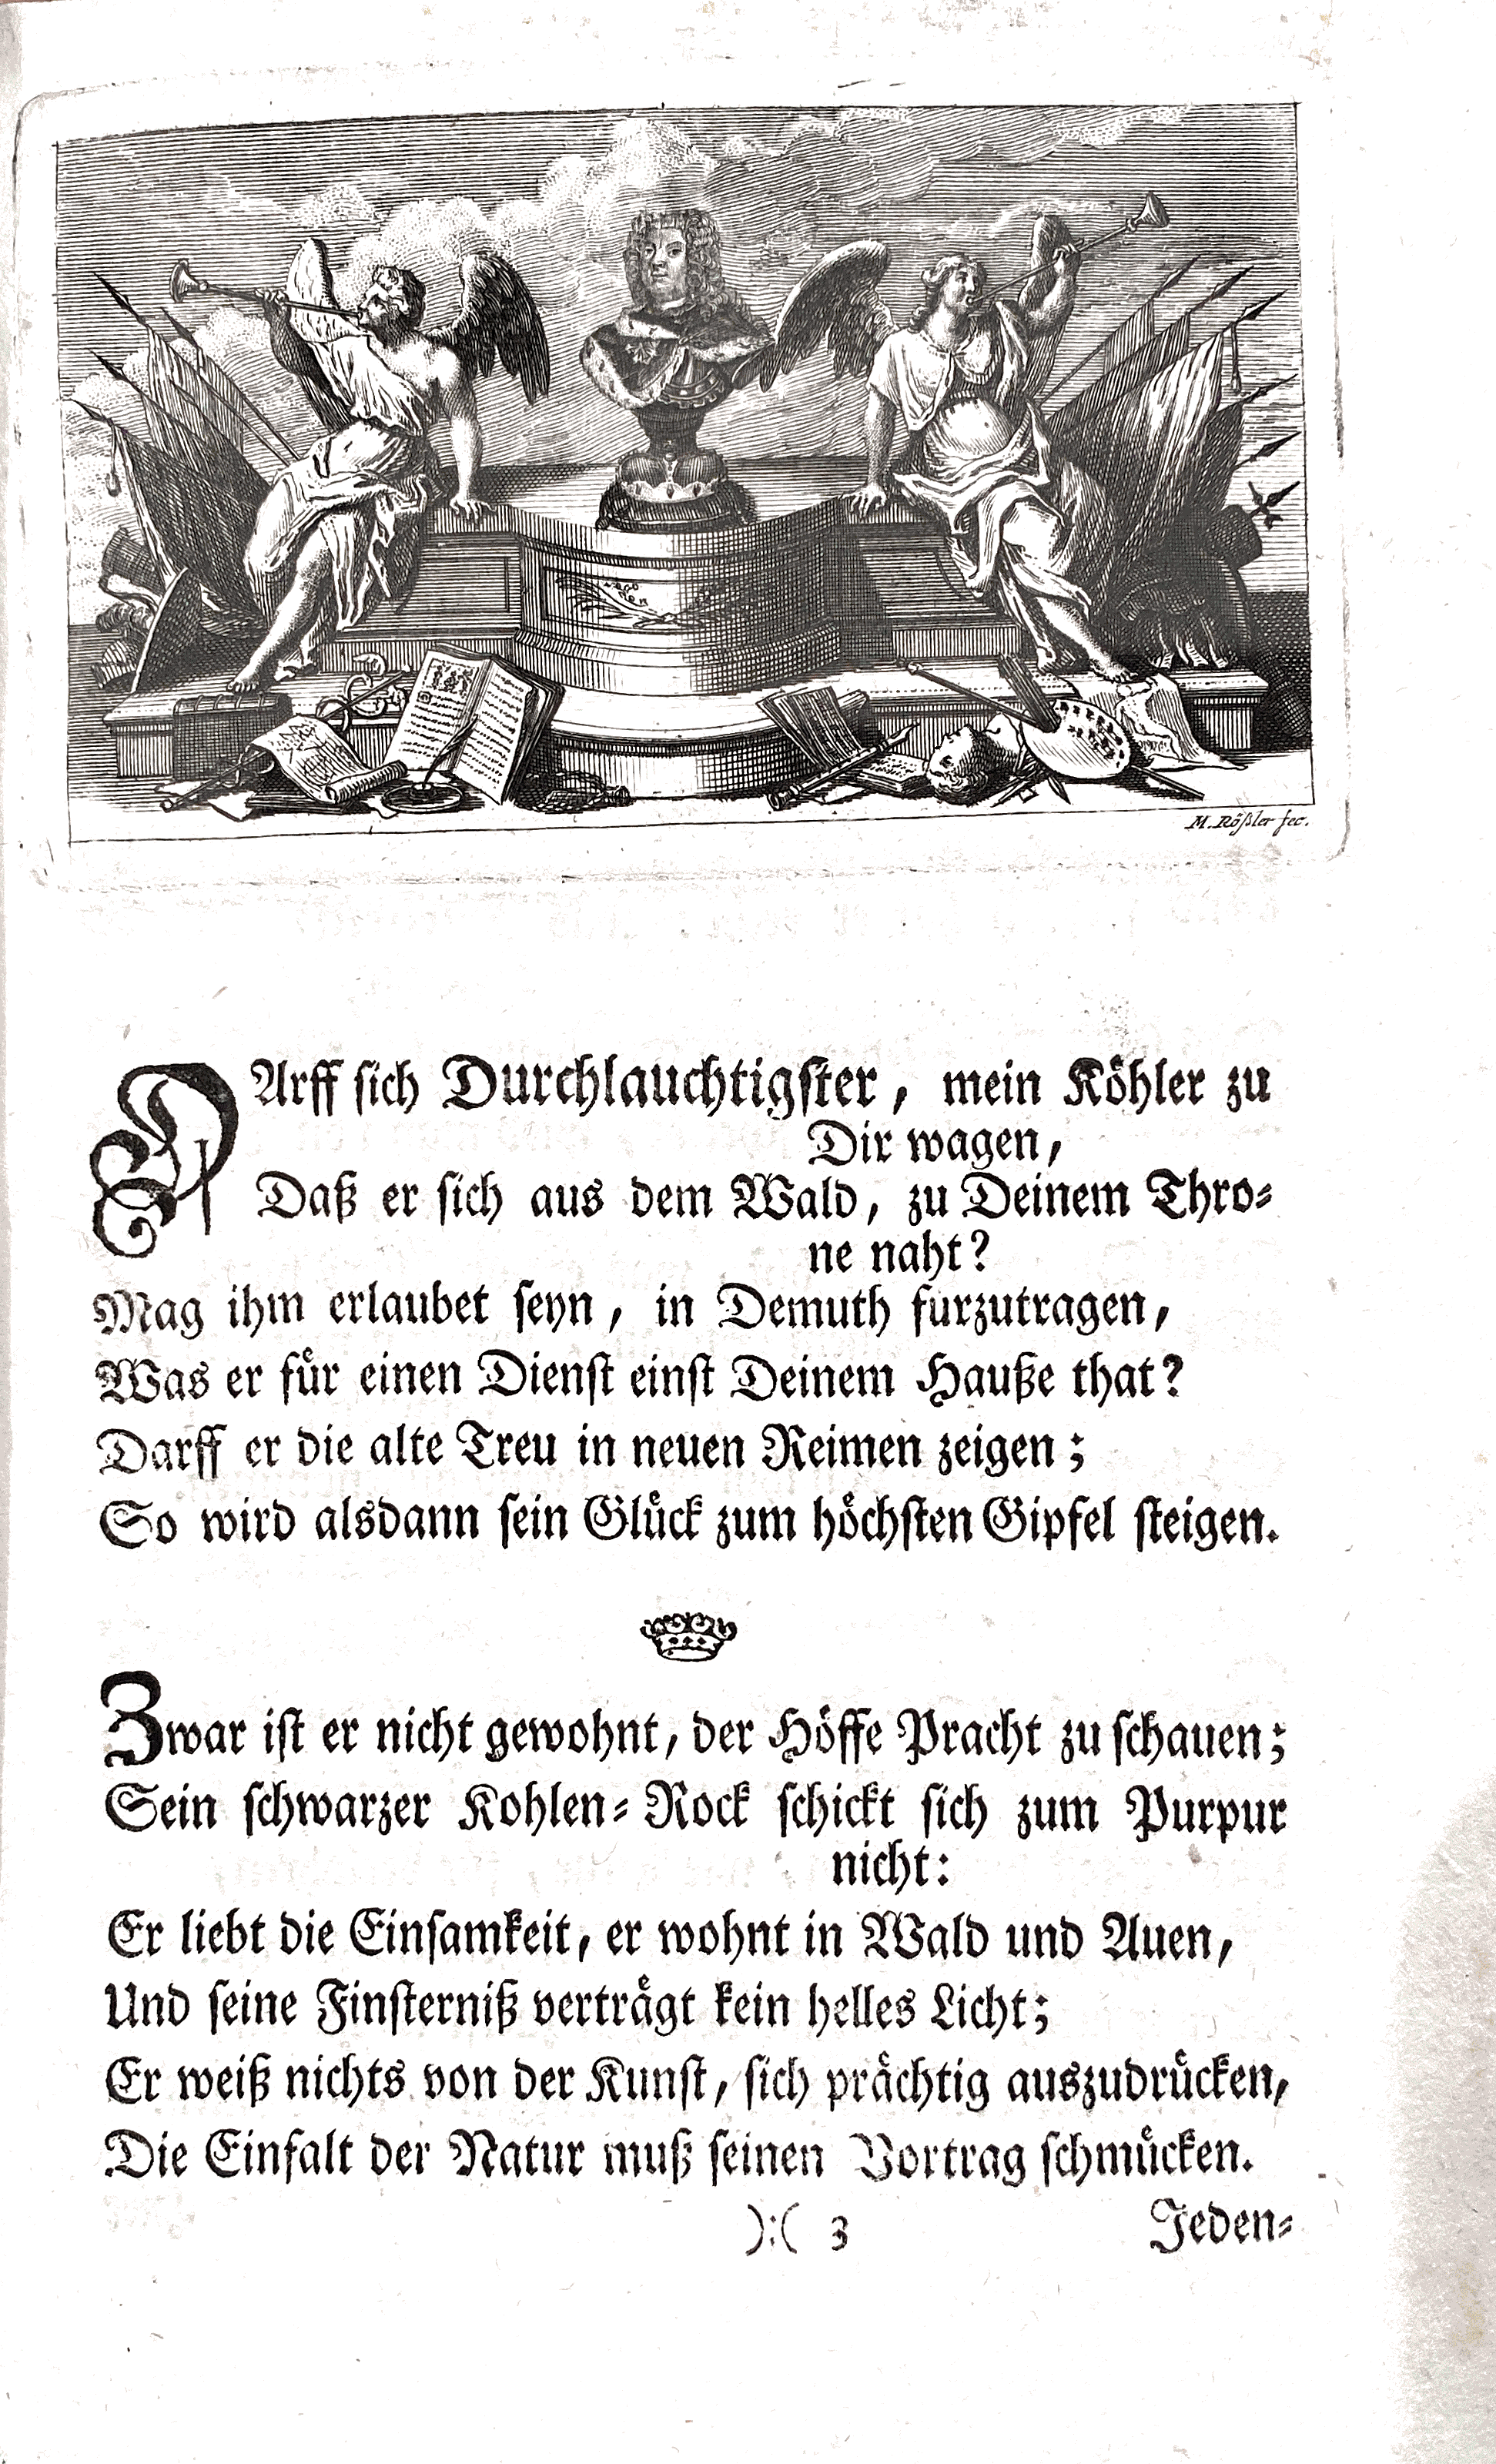 M. Rößler fec.
DArff sich Durchlauchtigster, mein Köhler zu
Dir wagen,
Daß er sich aus dem Wald, zu Deinem Thro-
ne naht?
Mag ihm erlaubet seyn, in Demuth furzutragen,
Was er für einen Dienst einst Deinem Hauße that?
Darff er die alte Treu in neuen Reimen zeigen;
So wird alsdann sein Glück zum höchsten Gipfel steigen.
Zwar ist er nicht gewohnt, der Höffe Pracht zu schauen;
Sein schwarzer Kohlen-Rock schickt sich zum Purpur
nicht:
Er liebt die Einsamkeit, er wohnt in Wald und Auen,
Und seine Finsterniß verträgt kein helles Licht;
Er weiß nichts von der Kunst, sich prächtig auszudrücken,
Die Einfalt der Natur muß seinen Vortrag schmücken.
):( 3 Jeden-